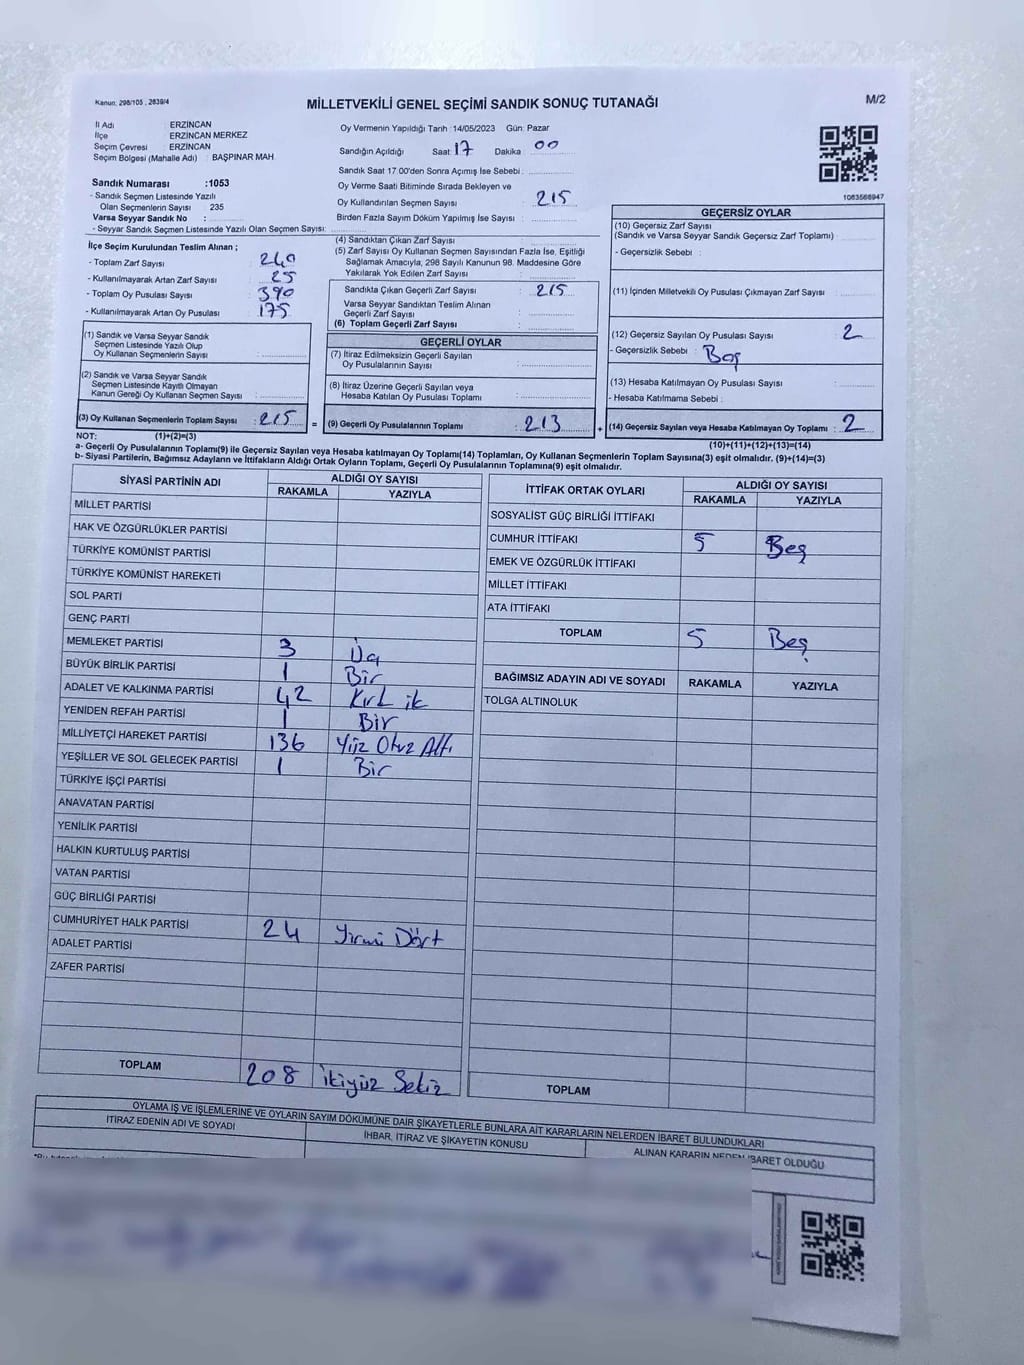 Kanun: 298/105 , 2839/4
MİLLETVEKİLİ GENEL SEÇİMİ SANDIK SONUÇ TUTANAĞI
M/2
İl Adı : ERZİNCAN
İlçe ERZİNCAN MERKEZ
Seçim Çevresi : ERZİNCAN
Seçim Bölgesi (Mahalle Adı) : BAŞPINAR MAH
Sandık Numarası :1053
- Sandık Seçmen Listesinde Yazılı
Olan Seçmenlerin Sayısı 235
Varsa Seyyar Sandık No :
- Seyyar Sandık Seçmen Listesinde Yazılı Olan Seçmen Sayısı:
Oy Vermenin Yapıldığı Tarih :14/05/2023 Gün: Pazar
Sandığın Açıldığı Saat: 17 Dakika : 00
Sandık Saat 17.00'den Sonra Açımış İse Sebebi :
Oy Verme Saati Bitiminde Sırada Bekleyen ve
Oy Kullandırılan Seçmen Sayısı : 215
Birden Fazla Sayım Döküm Yapılmış İse Sayısı :
1063568947
İlçe Seçim Kurulundan Teslim Alınan ;
- Toplam Zarf Sayısı : 240
- Kullanılmayarak Artan Zarf Sayısı : 25
- Toplam Oy Pusulası Sayısı : 390
- Kullanılmayarak Artan Oy Pusulası : 175
(4) Sandıktan Çıkan Zarf Sayısı :
(5) Zarf Sayısı Oy Kullanan Seçmen Sayısından Fazla İse, Eşitliği
Sağlamak Amacıyla, 298 Sayılı Kanunun 98. Maddesine Göre
Yakılarak Yok Edilen Zarf Sayısı :
Sandıkta Çıkan Geçerli Zarf Sayısı : 215
Varsa Seyyar Sandıktan Teslim Alınan
Geçerli Zarf Sayısı :
(6) Toplam Geçerli Zarf Sayısı :
GEÇERSİZ OYLAR
(10) Geçersiz Zarf Sayısı
(Sandık ve Varsa Seyyar Sandık Geçersiz Zarf Toplamı) :
- Geçersizlik Sebebi :
(11) İçinden Milletvekili Oy Pusulası Çıkmayan Zarf Sayısı :
(12) Geçersiz Sayılan Oy Pusulası Sayısı : 2
- Geçersizlik Sebebi : Boş
(13) Hesaba Katılmayan Oy Pusulası Sayısı :
- Hesaba Katılmama Sebebi :
(14) Geçersiz Sayılan veya Hesaba Katılmayan Oy Toplamı : 2
(10)+(11)+(12)+(13)=(14)
(1) Sandık ve Varsa Seyyar Sandık
Seçmen Listesinde Yazılı Olup
Oy Kullanan Seçmenlerin Sayısı :
(2) Sandık ve Varsa Seyyar Sandık
Seçmen Listesinde Kayıtlı Olmayan
Kanun Gereği Oy Kullanan Seçmen Sayısı :
(3) Oy Kullanan Seçmenlerin Toplam Sayısı : 215 =
GEÇERLİ OYLAR
(7) İtiraz Edilmeksizin Geçerli Sayılan
Oy Pusulalarının Sayısı :
(8) İtiraz Üzerine Geçerli Sayılan veya
Hesaba Katılan Oy Pusulası Toplamı :
(9) Geçerli Oy Pusulalarının Toplamı : 213 +
NOT: (1)+(2)=(3)
a- Geçerli Oy Pusulalarının Toplamı(9) ile Geçersiz Sayılan veya Hesaba katılmayan Oy Toplamı(14) Toplamları, Oy Kullanan Seçmenlerin Toplam Sayısına(3) eşit olmalıdır, (9)+(14)=(3)
b- Siyasi Partilerin, Bağımsız Adayların ve İttifakların Aldığı Ortak Oyların Toplamı, Geçerli Oy Pusulalarının Toplamına(9) eşit olmalıdır.
SİYASİ PARTİNİN ADI ALDIĞI OY SAYISI
RAKAMLA YAZIYLA
MİLLET PARTİSİ
HAK VE ÖZGÜRLÜKLER PARTİSİ
TÜRKİYE KOMÜNİST PARTİSİ
TÜRKİYE KOMÜNİST HAREKETİ
SOL PARTİ
GENÇ PARTİ
MEMLEKET PARTİSİ 3 Üç
BÜYÜK BİRLİK PARTİSİ 1 Bir
ADALET VE KALKINMA PARTİSİ 42 Kırk ik
YENİDEN REFAH PARTİSİ 1 Bir
MİLLİYETÇİ HAREKET PARTİSİ 136 Yüz Otuz Altı
YEŞİLLER VE SOL GELECEK PARTİSİ 1 Bir
TÜRKİYE İŞÇİ PARTİSİ
ANAVATAN PARTİSİ
YENİLİK PARTİSİ
HALKIN KURTULUŞ PARTİSİ
VATAN PARTİSİ
GÜÇ BİRLİĞİ PARTİSİ
CUMHURİYET HALK PARTİSİ 24 Yirmi Dört
ADALET PARTİSİ
ZAFER PARTİSİ
TOPLAM 208 ikiyüz Sekiz
İTTİFAK ORTAK OYLARI ALDIĞI OY SAYISI
RAKAMLA YAZIYLA
SOSYALİST GÜÇ BİRLİĞİ İTTİFAKI
CUMHUR İTTİFAKI 5 Beş
EMEK VE ÖZGÜRLÜK İTTİFAKI
MİLLET İTTİFAKI
ATA İTTİFAKI
TOPLAM 5 Beş
BAĞIMSIZ ADAYIN ADI VE SOYADI RAKAMLA YAZIYLA
TOLGA ALTINOLUK
TOPLAM
OYLAMA İŞ VE İŞLEMLERİNE VE OYLARIN SAYIM DÖKÜMÜNE DAİR ŞİKAYETLERLE BUNLARA AİT KARARLARIN NELERDEN İBARET BULUNDUKLARI
İTİRAZ EDENİN ADI VE SOYADI İHBAR, İTİRAZ VE ŞİKAYETİN KONUSU ALINAN KARARIN NEDEN İBARET OLDUĞU